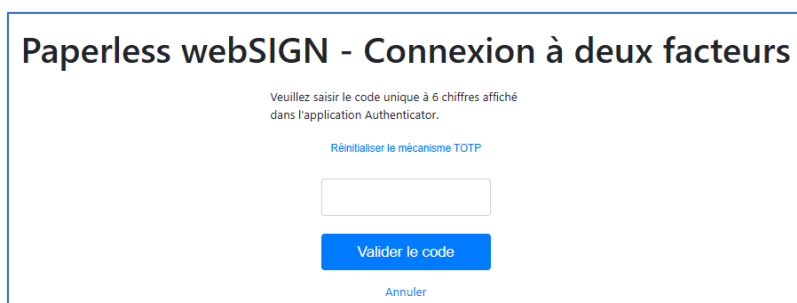 Paperless webSIGN - Connexion à deux facteurs
Veuillez saisir le code unique à 6 chiffres affiché
dans l'application Authenticator.
Réinitialiser le mécanisme TOTP
Valider le code
Annuler